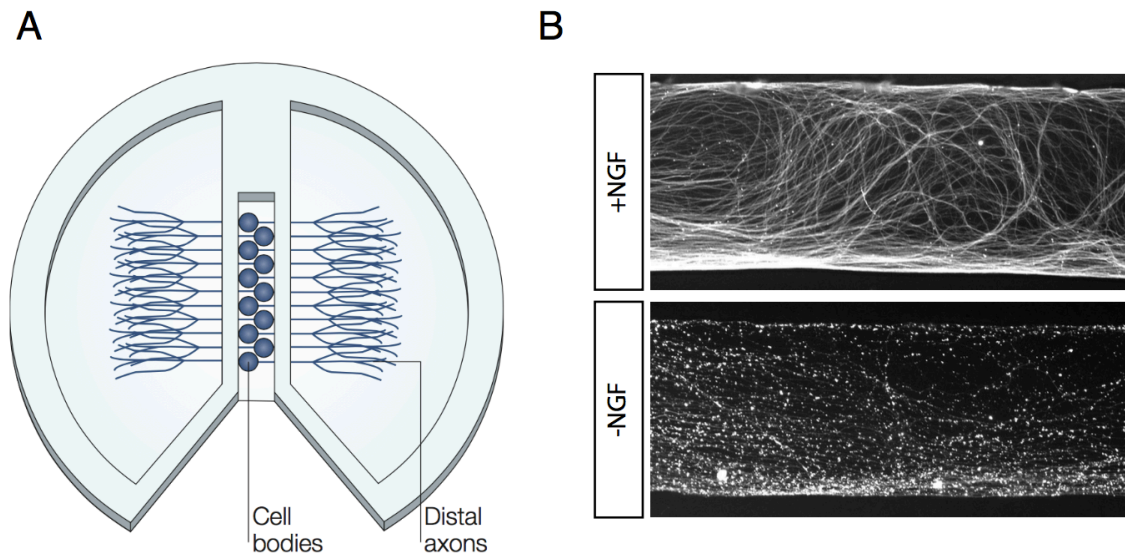 A
B
+NGF
-NGF
Cell
bodies
Distal
axons